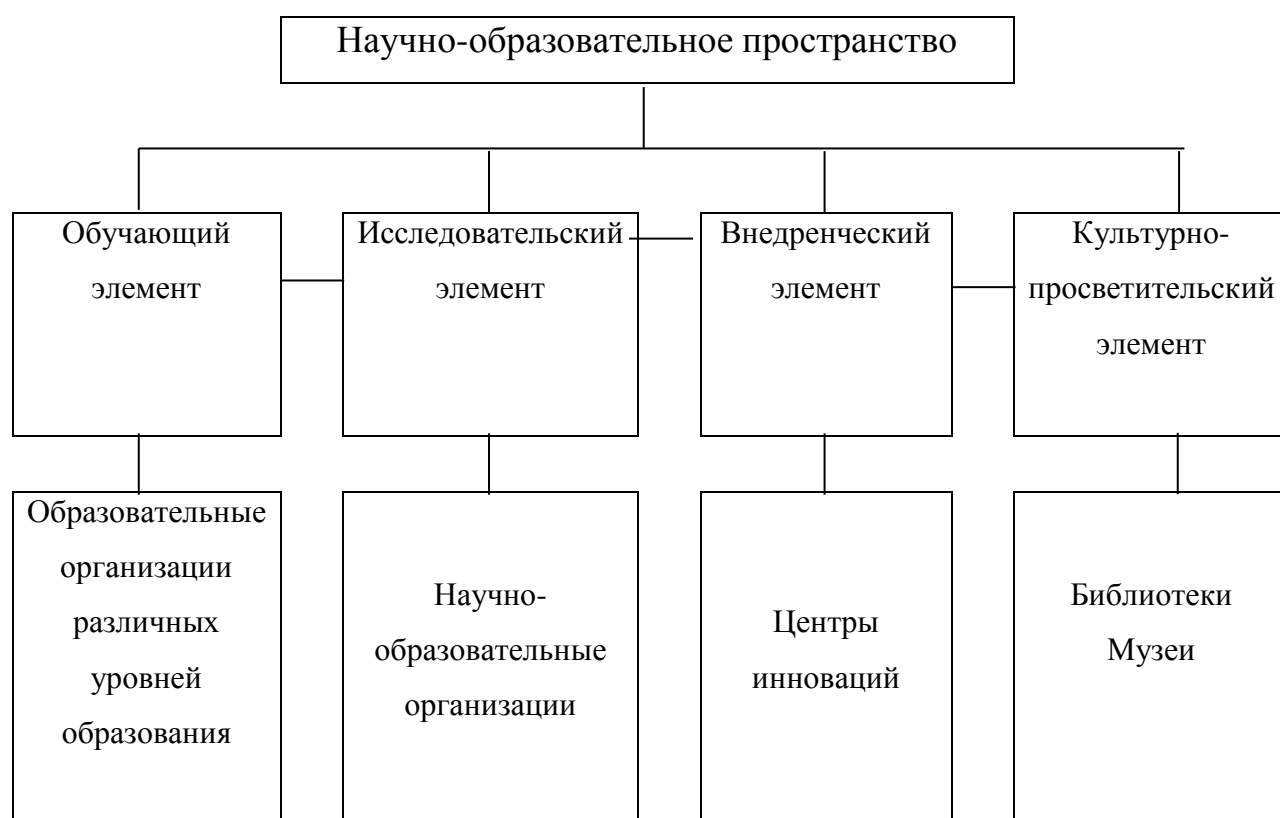 Научно-образовательное пространство
Обучающий
элемент
Исследовательский
элемент
Внедренческий
элемент
Культурно-
просветительский
элемент
Образовательные
организации
различных
уровней
образования
Научно-
образовательные
организации
Центры
инноваций
Библиотеки
Музеи